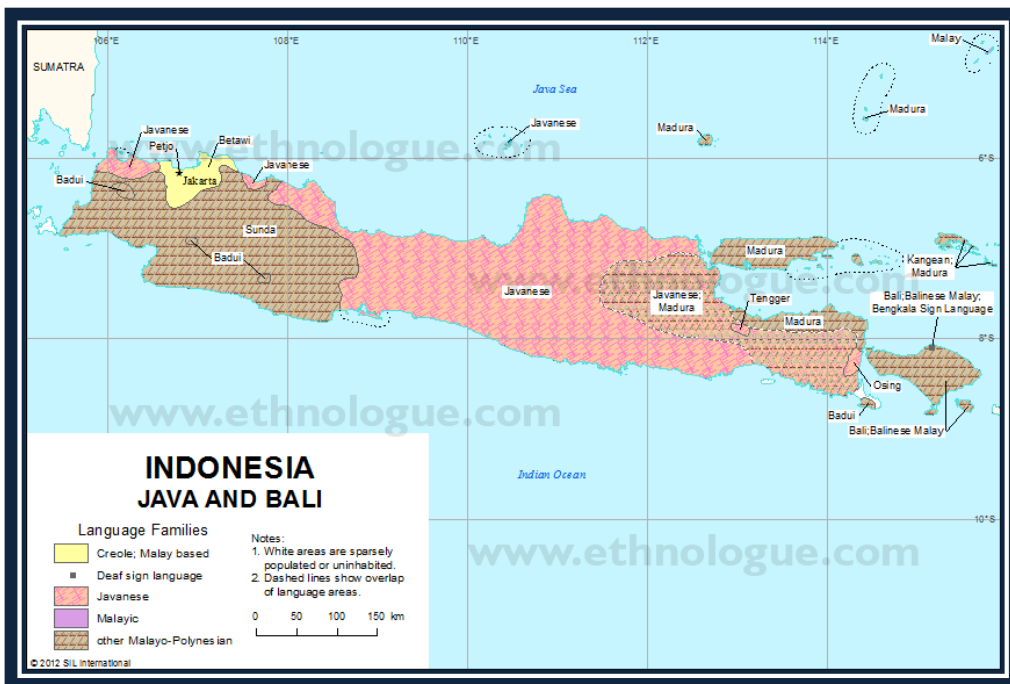 106°E
108°E
110°E
112°E
114°E
Malay
SUMATRA
Java Sea
Madura
Javanese
Javanese
Madura
www.ethnologue.com
Petjo
Betawi
6°S
Javanese
Badui
Jakarta
Sunda
Madura
Badui
Kangean;
Madura
www.ethnologue.com
Javanese
Javanese;
Madura
Tengger
Bali;Balinese Malay;
Bengkala Sign Language
Madura
8°S
Osing
www.ethnologue.com
Badui
Bali;Balinese Malay
INDONESIA
JAVA AND BALI
Indian Ocean
Language Families
Creole; Malay based
Deaf sign language
Javanese
Malayic
other Malayo-Polynesian
Notes:
1. White areas are sparsely
populated or uninhabited.
2. Dashed lines show overlap
of language areas.
0 50 100 150 km
10°S
www.ethnologue.com
© 2012 SIL International